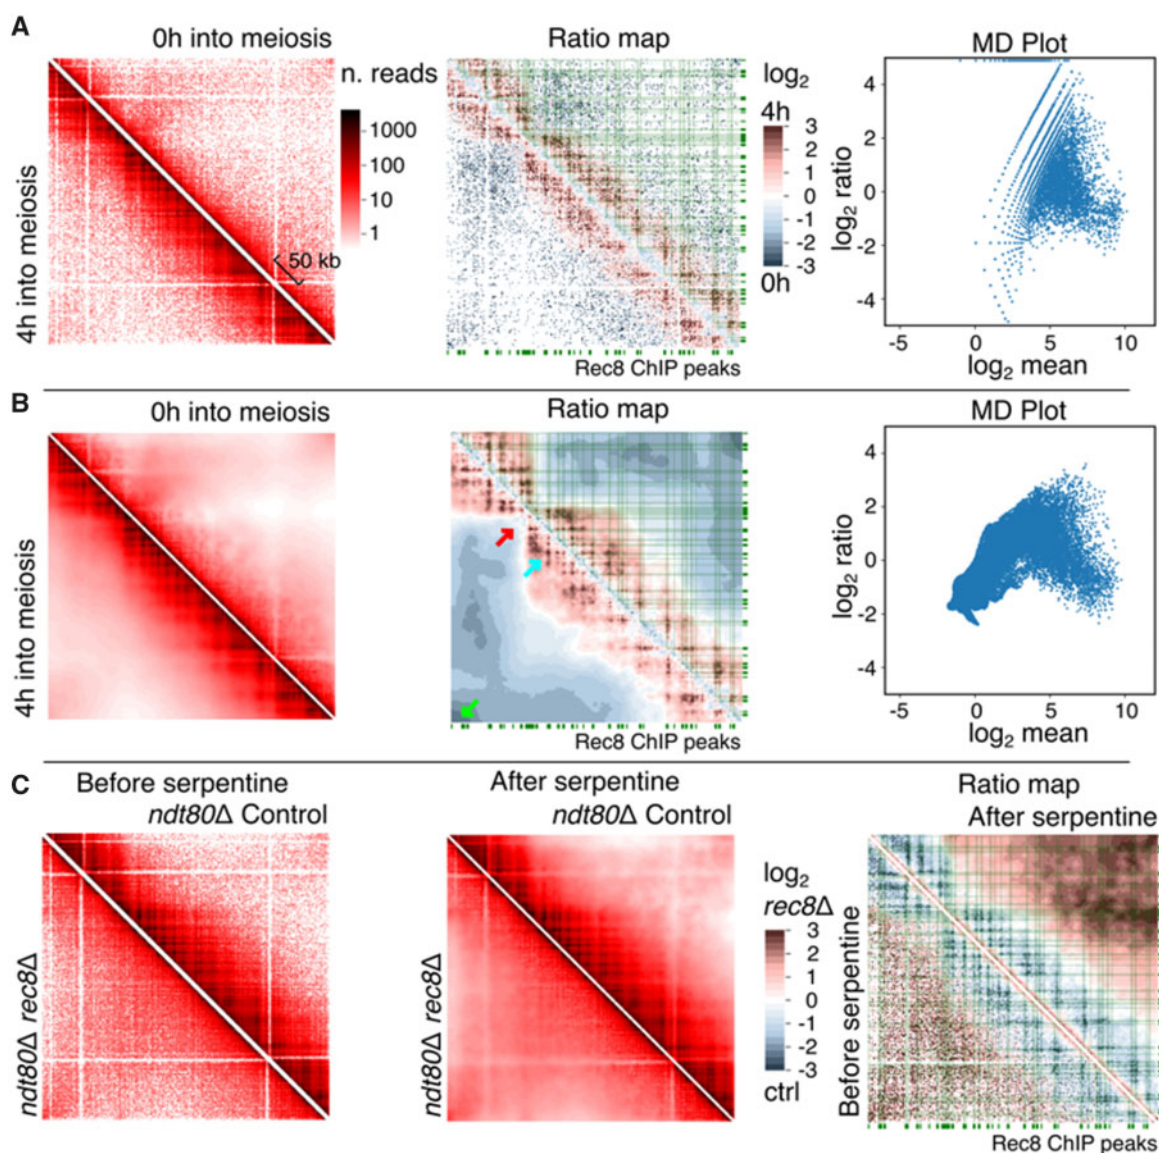 A
0h into meiosis
4h into meiosis
n. reads
1000
100
10
1
50 kb
Ratio map
log2
4h
3
2
1
0
-1
-2
-3
0h
Rec8 ChIP peaks
MD Plot
log2 ratio
4
2
0
-2
-4
-5
0
5
10
log2 mean
B
0h into meiosis
4h into meiosis
Ratio map
Rec8 ChIP peaks
MD Plot
log2 ratio
4
2
0
-2
-4
-5
0
5
10
log2 mean
C
Before serpentine
ndt80Δ Control
ndt80Δ rec8Δ
After serpentine
ndt80Δ Control
ndt80Δ rec8Δ
log2
rec8Δ
3
2
1
0
-1
-2
-3
ctrl
Ratio map
After serpentine
Before serpentine
Rec8 ChIP peaks